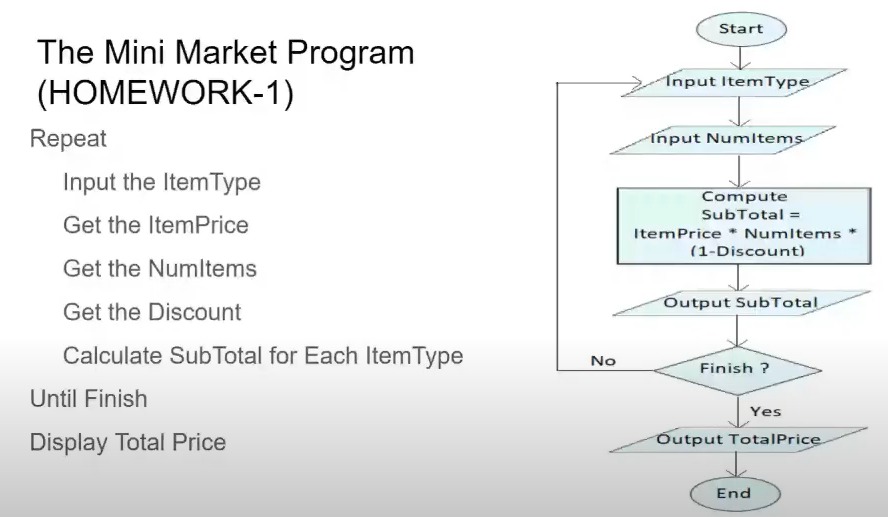 The Mini Market Program
(HOMEWORK-1)
Repeat
Input the ItemType
Get the ItemPrice
Get the NumItems
Get the Discount
Calculate SubTotal for Each ItemType
Until Finish
Display Total Price
Start
Input ItemType
Input NumItems
Compute
SubTotal =
ItemPrice * NumItems *
(1-Discount)
Output SubTotal
Finish ?
No
Yes
Output TotalPrice
End